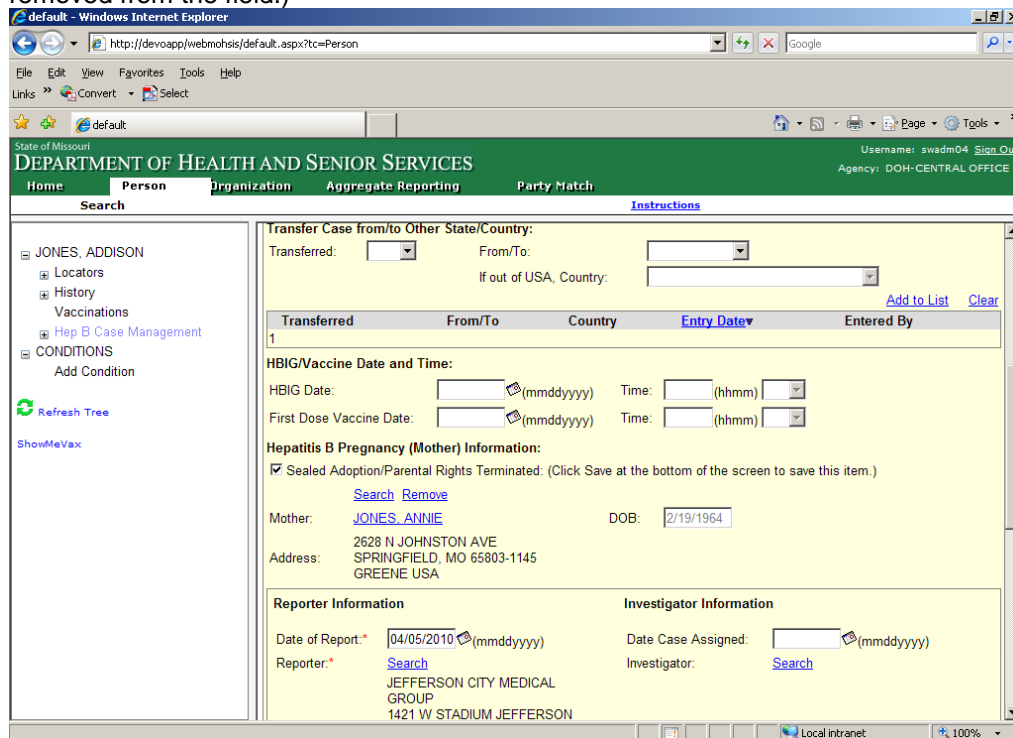 removed from the field.)
default - Windows Internet Explorer
http://devoapp/webmohsis/default.aspx?tc=Person
Google
File Edit View Favorites Tools Help
Links » Convert Select
default
Page Tools
State of Missouri
DEPARTMENT OF HEALTH AND SENIOR SERVICES
Username: swadm04 Sign Ou
Agency: DOH-CENTRAL OFFICE
Home Person Organization Aggregate Reporting Party Match
Search Instructions
JONES, ADDISON
Locators
History
Vaccinations
Hep B Case Management
CONDITIONS
Add Condition
Refresh Tree
ShowMeVax
Transfer Case from/to Other State/Country:
Transferred: From/To:
If out of USA, Country:
Add to List Clear
Transferred From/To Country Entry Date▾ Entered By
1
HBIG/Vaccine Date and Time:
HBIG Date: (mmddyyyy) Time: (hhmm)
First Dose Vaccine Date: (mmddyyyy) Time: (hhmm)
Hepatitis B Pregnancy (Mother) Information:
Sealed Adoption/Parental Rights Terminated: (Click Save at the bottom of the screen to save this item.)
Search Remove
Mother: JONES, ANNIE DOB: 2/19/1964
2628 N JOHNSTON AVE
Address: SPRINGFIELD, MO 65803-1145
GREENE USA
Reporter Information Investigator Information
Date of Report:* 04/05/2010 (mmddyyyy) Date Case Assigned: (mmddyyyy)
Reporter:* Search Investigator: Search
JEFFERSON CITY MEDICAL
GROUP
1421 W STADIUM JEFFERSON
Local intranet 100%